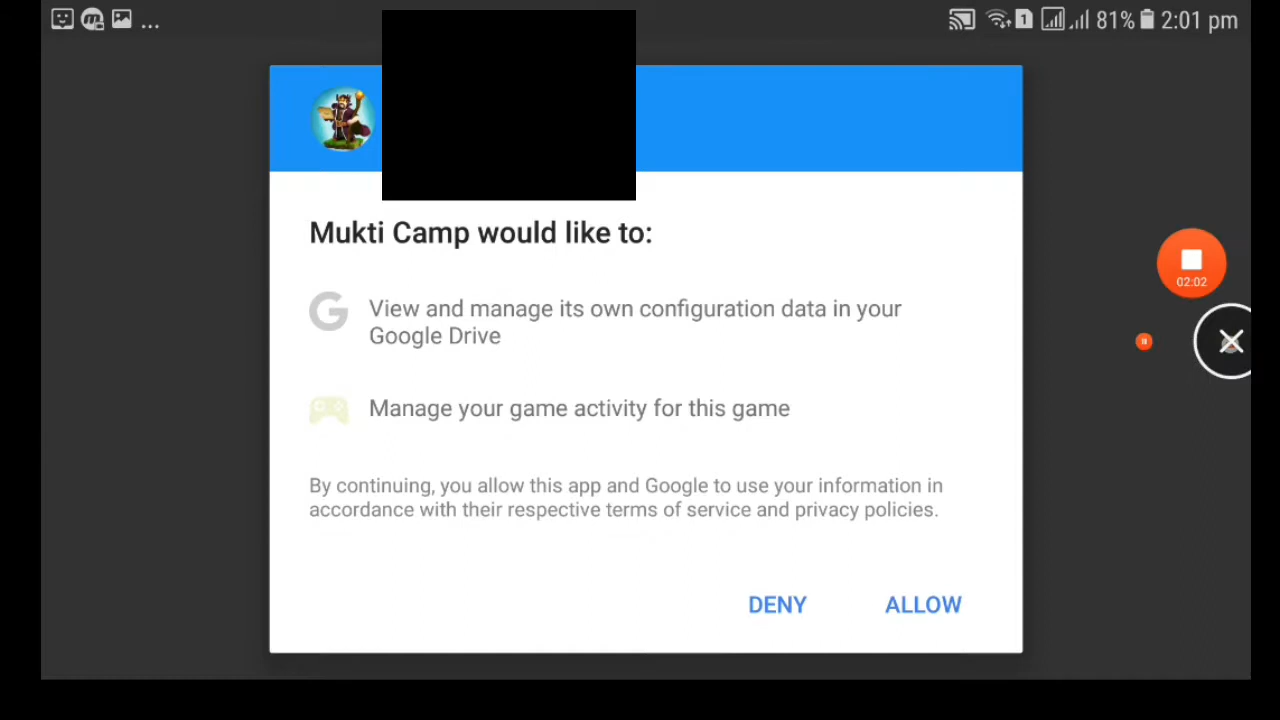 ... 1 81% 2:01 pm
Mukti Camp would like to:
View and manage its own configuration data in your
Google Drive
02:02
Manage your game activity for this game
By continuing, you allow this app and Google to use your information in
accordance with their respective terms of service and privacy policies.
DENY ALLOW